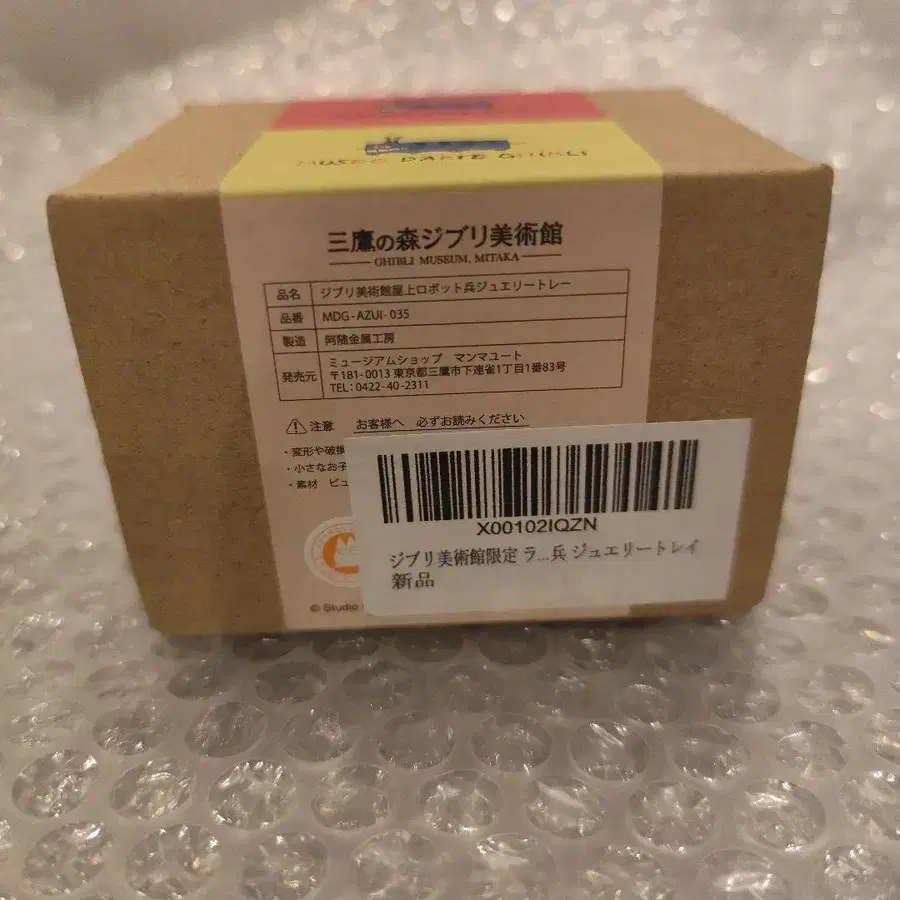 MUSEO D'ARTE GHIBLI
三鷹の森ジブリ美術館
GHIBLI MUSEUM, MITAKA
品名 ジブリ美術館屋上ロボット兵ジュエリートレー
品番 MDG-AZUI-035
製造 阿随金属工房
発売元 ミュージアムショップ マンマユート
〒181-0013 東京都三鷹市下連雀1丁目1番83号
TEL:0422-40-2311
注意 お客様へ 必ずお読みください
・変形や破損
・小さなお子
・素材 ピュ
X00102IQZN
ジブリ美術館限定 ラ...兵 ジュエリートレイ
新品
© Studio